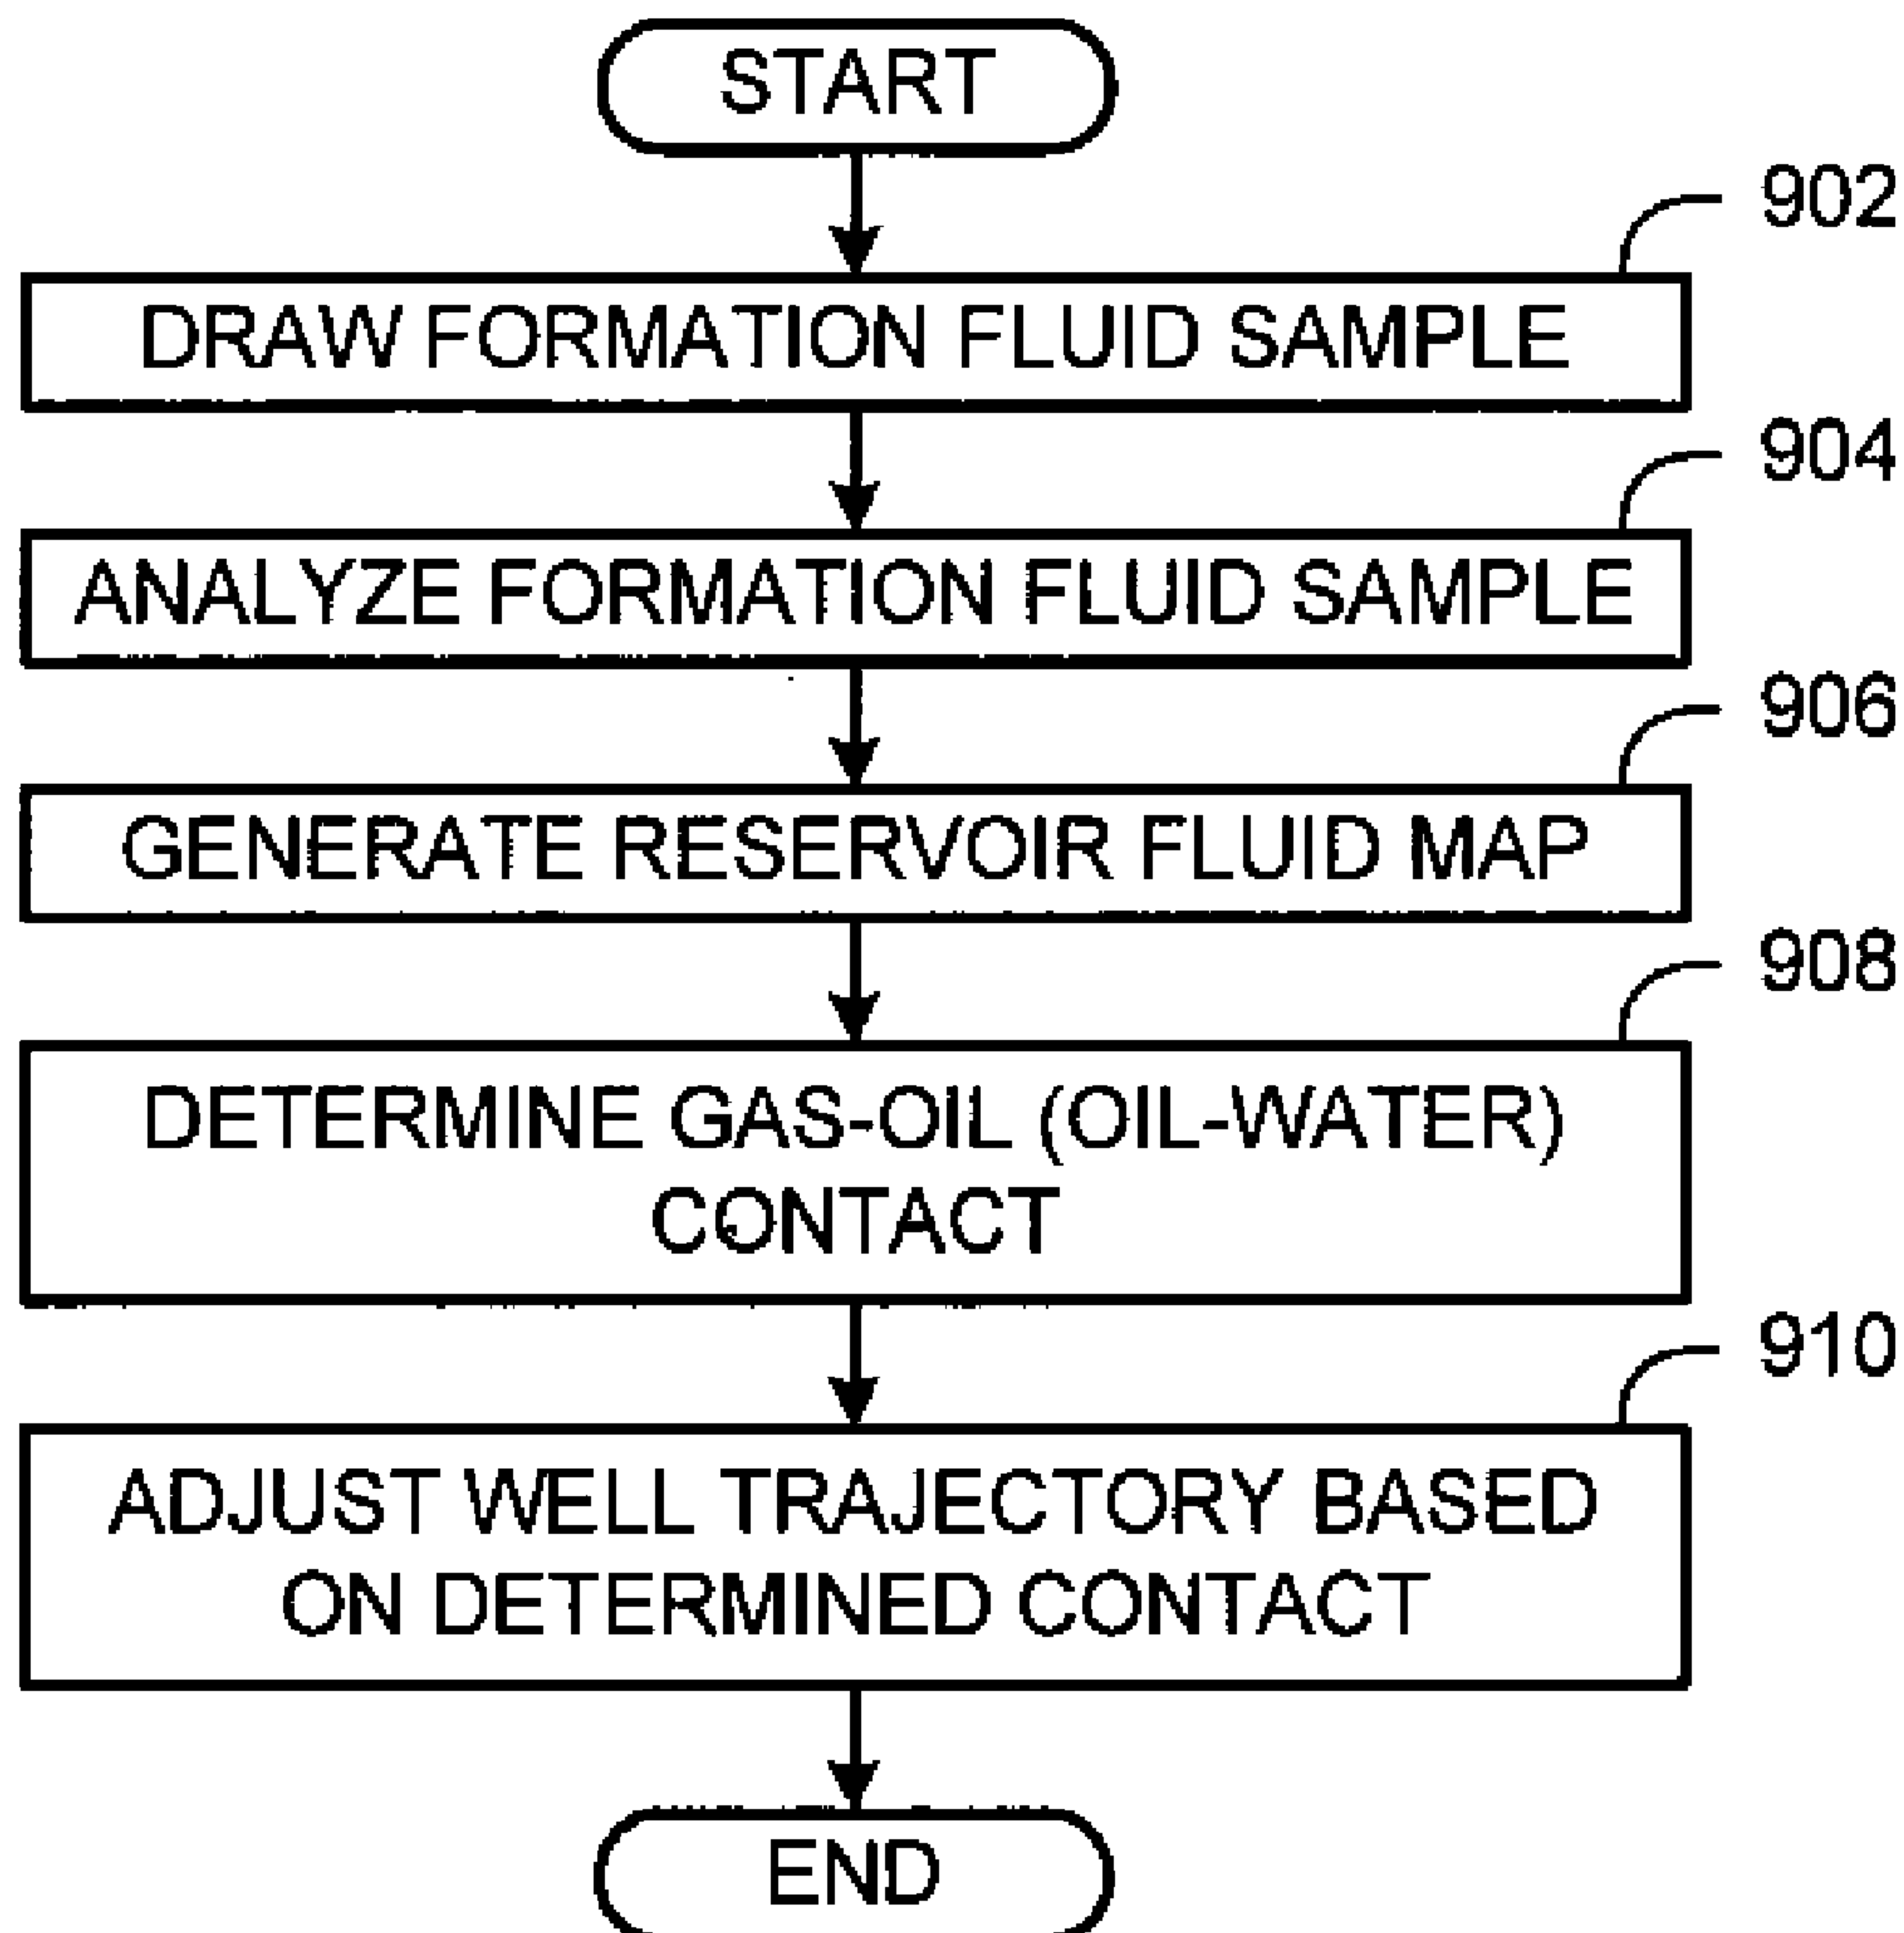 START
902
DRAW FORMATION FLUID SAMPLE
904
ANALYZE FORMATION FLUID SAMPLE
906
GENERATE RESERVOIR FLUID MAP
908
DETERMINE GAS-OIL (OIL-WATER)
CONTACT
910
ADJUST WELL TRAJECTORY BASED
ON DETERMINED CONTACT
END